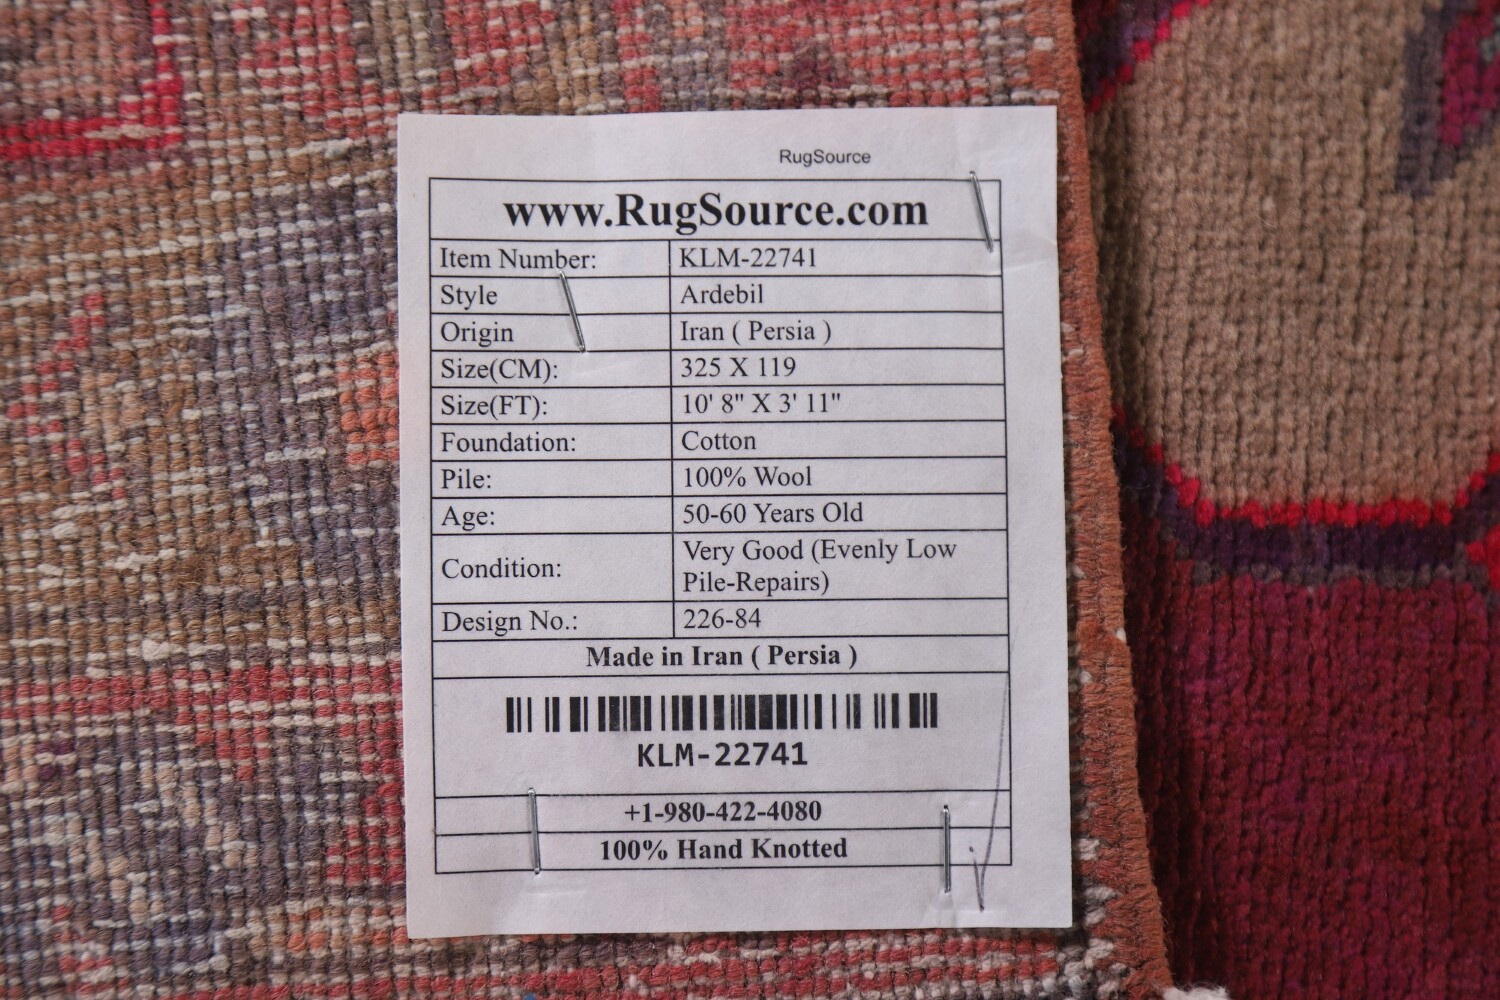 RugSource
www.RugSource.com
Item Number: KLM-22741
Style Ardebil
Origin Iran ( Persia )
Size(CM): 325 X 119
Size(FT): 10' 8" X 3' 11"
Foundation: Cotton
Pile: 100% Wool
Age: 50-60 Years Old
Condition: Very Good (Evenly Low
Pile-Repairs)
Design No.: 226-84
Made in Iran ( Persia )
KLM-22741
+1-980-422-4080
100% Hand Knotted